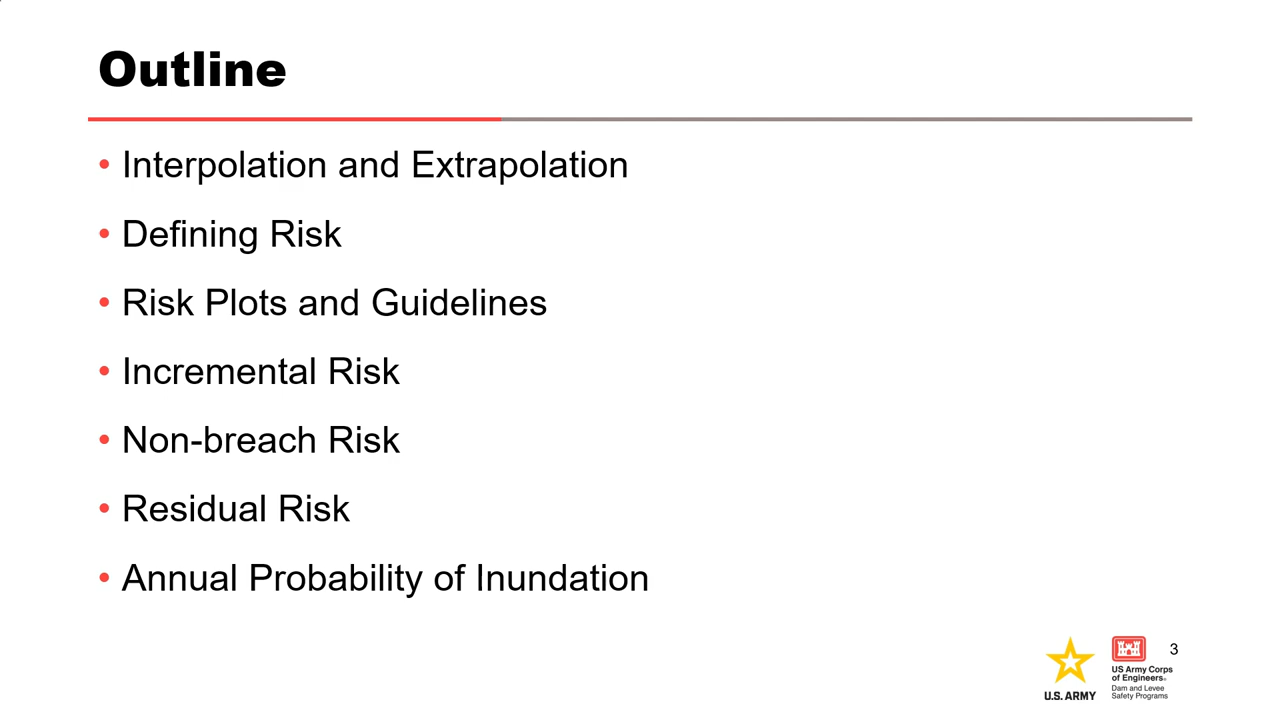 Outline
• Interpolation and Extrapolation
• Defining Risk
• Risk Plots and Guidelines
• Incremental Risk
• Non-breach Risk
• Residual Risk
• Annual Probability of Inundation
U.S. ARMY
US Army Corps
of Engineers®
Dam and Levee
Safety Programs
3